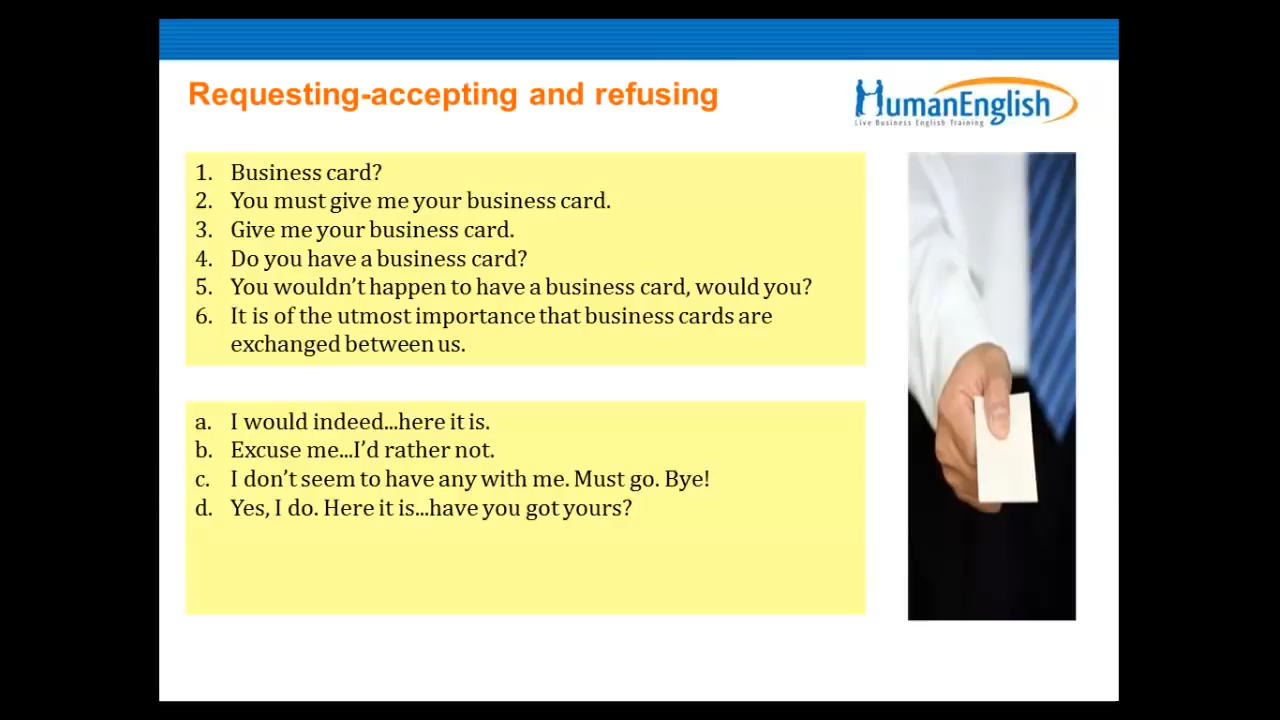 Requesting-accepting and refusing
HumanEnglish
Live Business English Training
1. Business card?
2. You must give me your business card.
3. Give me your business card.
4. Do you have a business card?
5. You wouldn't happen to have a business card, would you?
6. It is of the utmost importance that business cards are
exchanged between us.
a. I would indeed...here it is.
b. Excuse me...I'd rather not.
c. I don't seem to have any with me. Must go. Bye!
d. Yes, I do. Here it is...have you got yours?